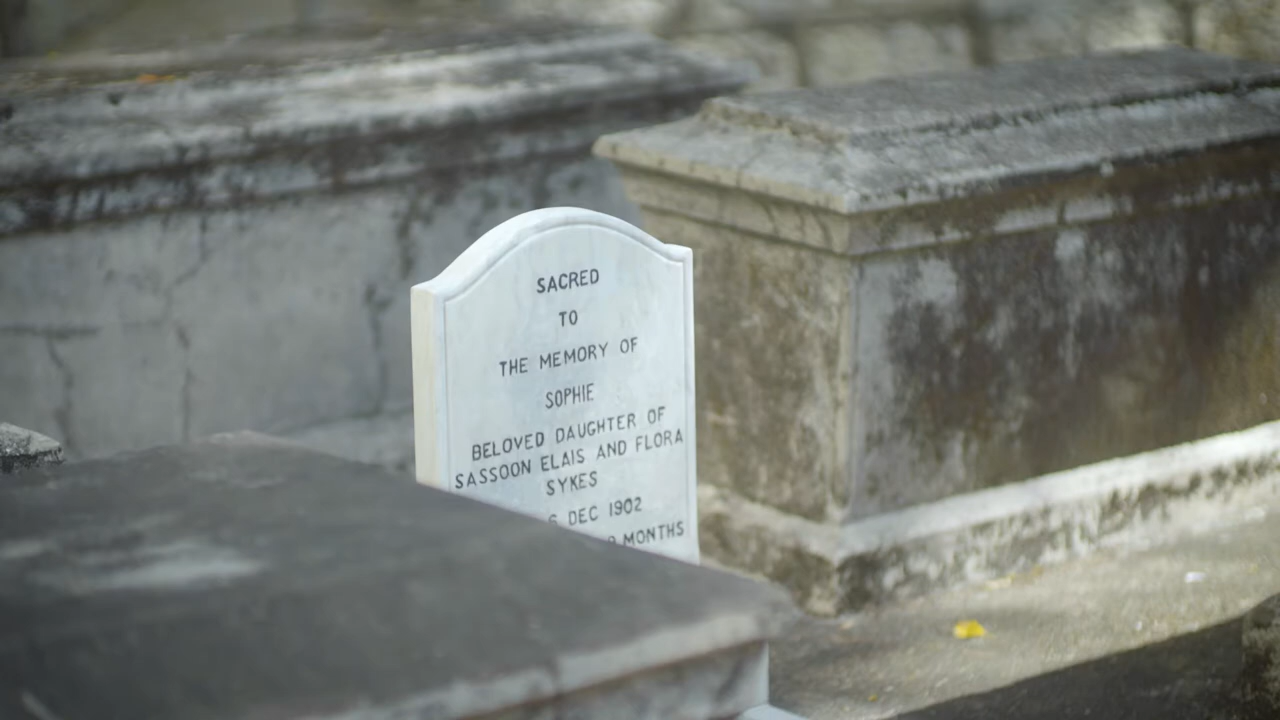 SACRED
TO
THE MEMORY OF
SOPHIE
BELOVED DAUGHTER OF
SASSOON ELAIS AND FLORA
SYKES
DEC 1902
MONTHS